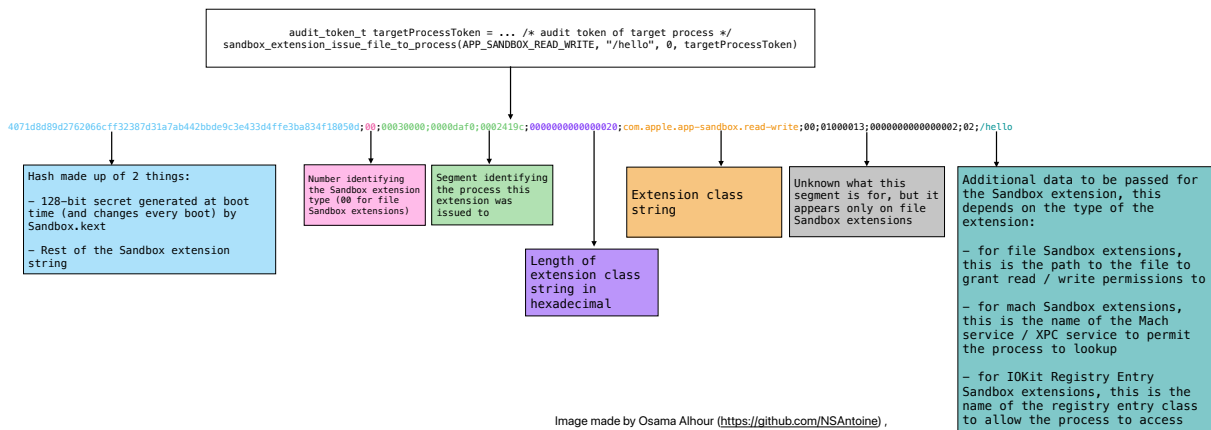 audit_token_t targetProcessToken = ... /* audit token of target process */
sandbox_extension_issue_file_to_process(APP_SANDBOX_READ_WRITE, "/hello", 0, targetProcessToken)
4071d8d89d2762066cff32387d31a7ab442bbde9c3e433d4ffe3ba834f18050d;00;00030000;0000daf0;0002419c;0000000000000020;com.apple.app-sandbox.read-write;00;01000013;0000000000000002;02;/hello
Hash made up of 2 things:
– 128-bit secret generated at boot
time (and changes every boot) by
Sandbox.kext
– Rest of the Sandbox extension
string
Number identifying
the Sandbox extension
type (00 for file
Sandbox extensions)
Segment identifying
the process this
extension was
issued to
Length of
extension class
string in
hexadecimal
Extension class
string
Unknown what this
segment is for, but it
appears only on file
Sandbox extensions
Additional data to be passed for
the Sandbox extension, this
depends on the type of the
extension:
– for file Sandbox extensions,
this is the path to the file to
grant read / write permissions to
– for mach Sandbox extensions,
this is the name of the Mach
service / XPC service to permit
the process to lookup
– for IOKit Registry Entry
Sandbox extensions, this is the
name of the registry entry class
to allow the process to access
Image made by Osama Alhour (https://github.com/NSAntoine) ,